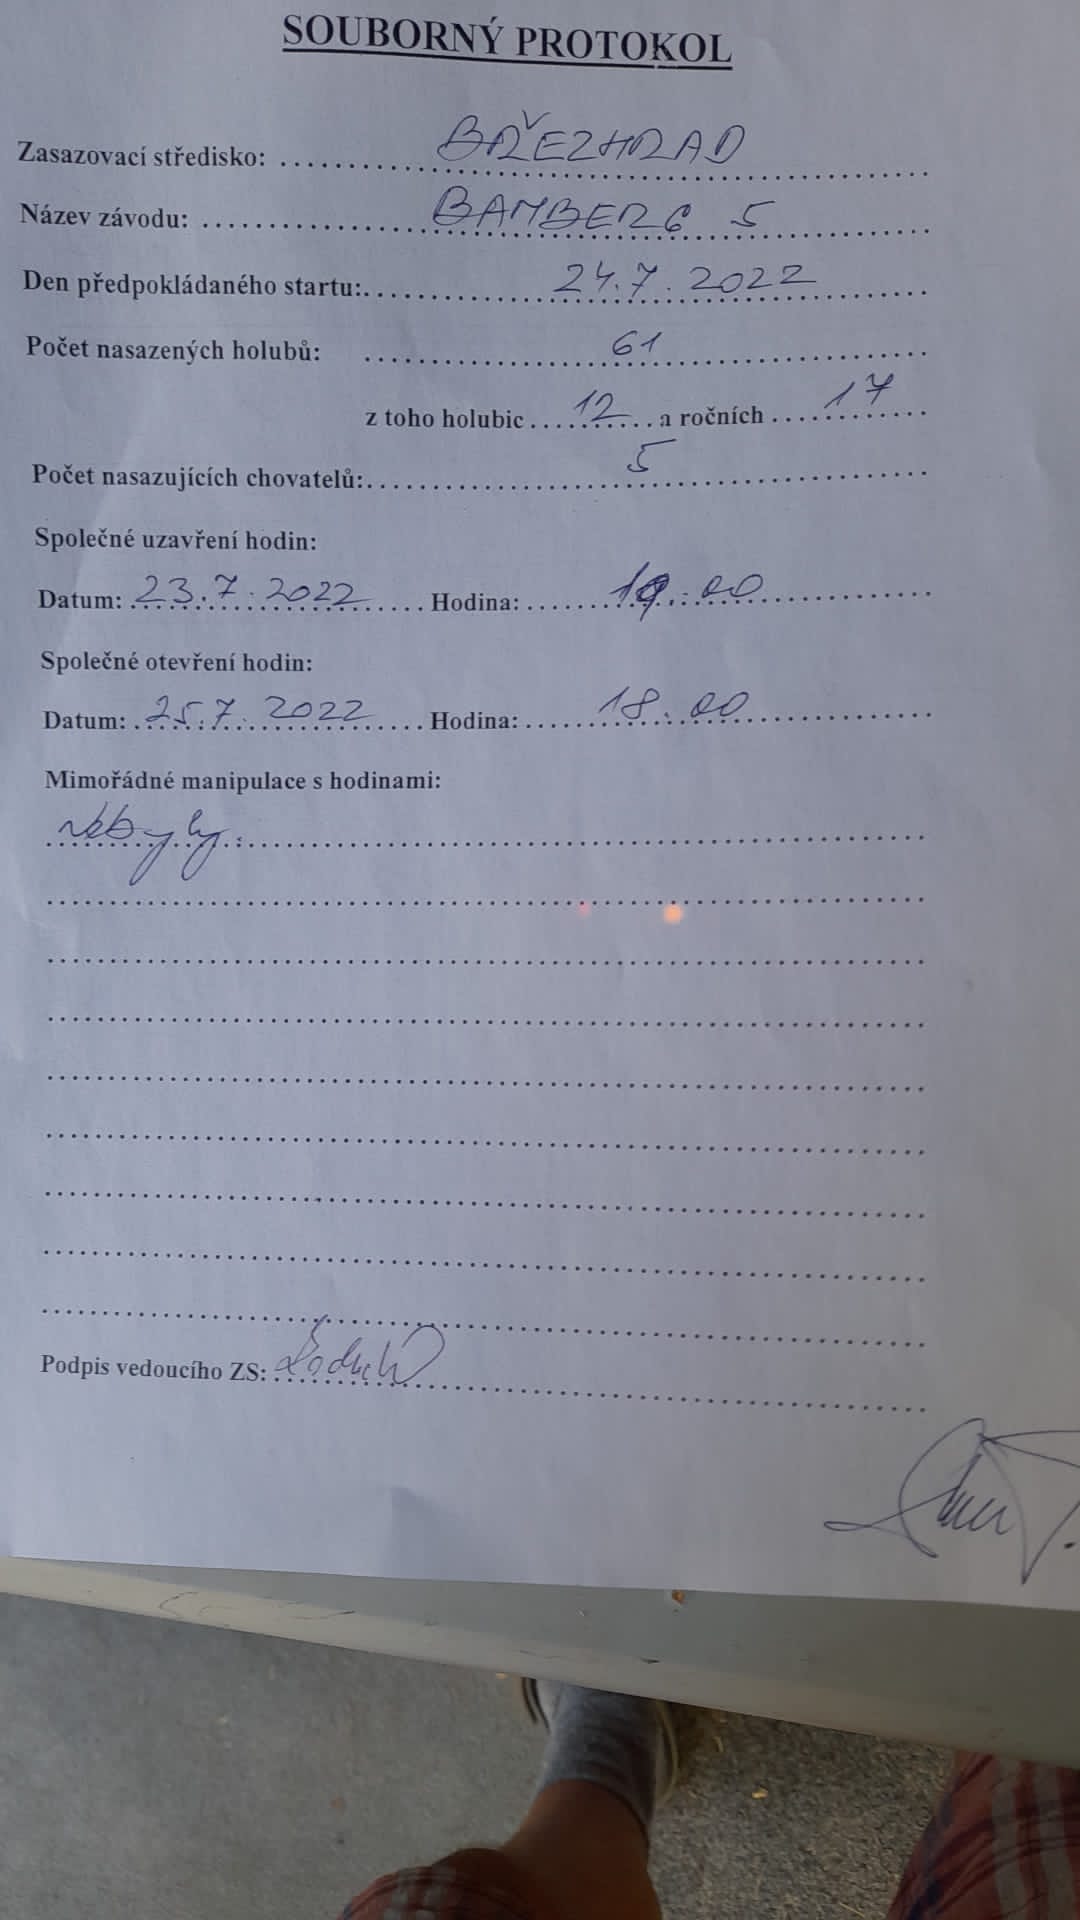 SOUBORNÝ PROTOKOL
Zasazovací středisko: BŘEZHRAD
Název závodu: BAMBERG 5
Den předpokládaného startu: 24.7.2022
Počet nasazených holubů: 61
z toho holubic 12 a ročních 17
Počet nasazujících chovatelů: 5
Společné uzavření hodin:
Datum: 23.7.2022 Hodina: 19.00
Společné otevření hodin:
Datum: 25.7.2022 Hodina: 18.00
Mimořádné manipulace s hodinami:
nebyly.
Podpis vedoucího ZS: